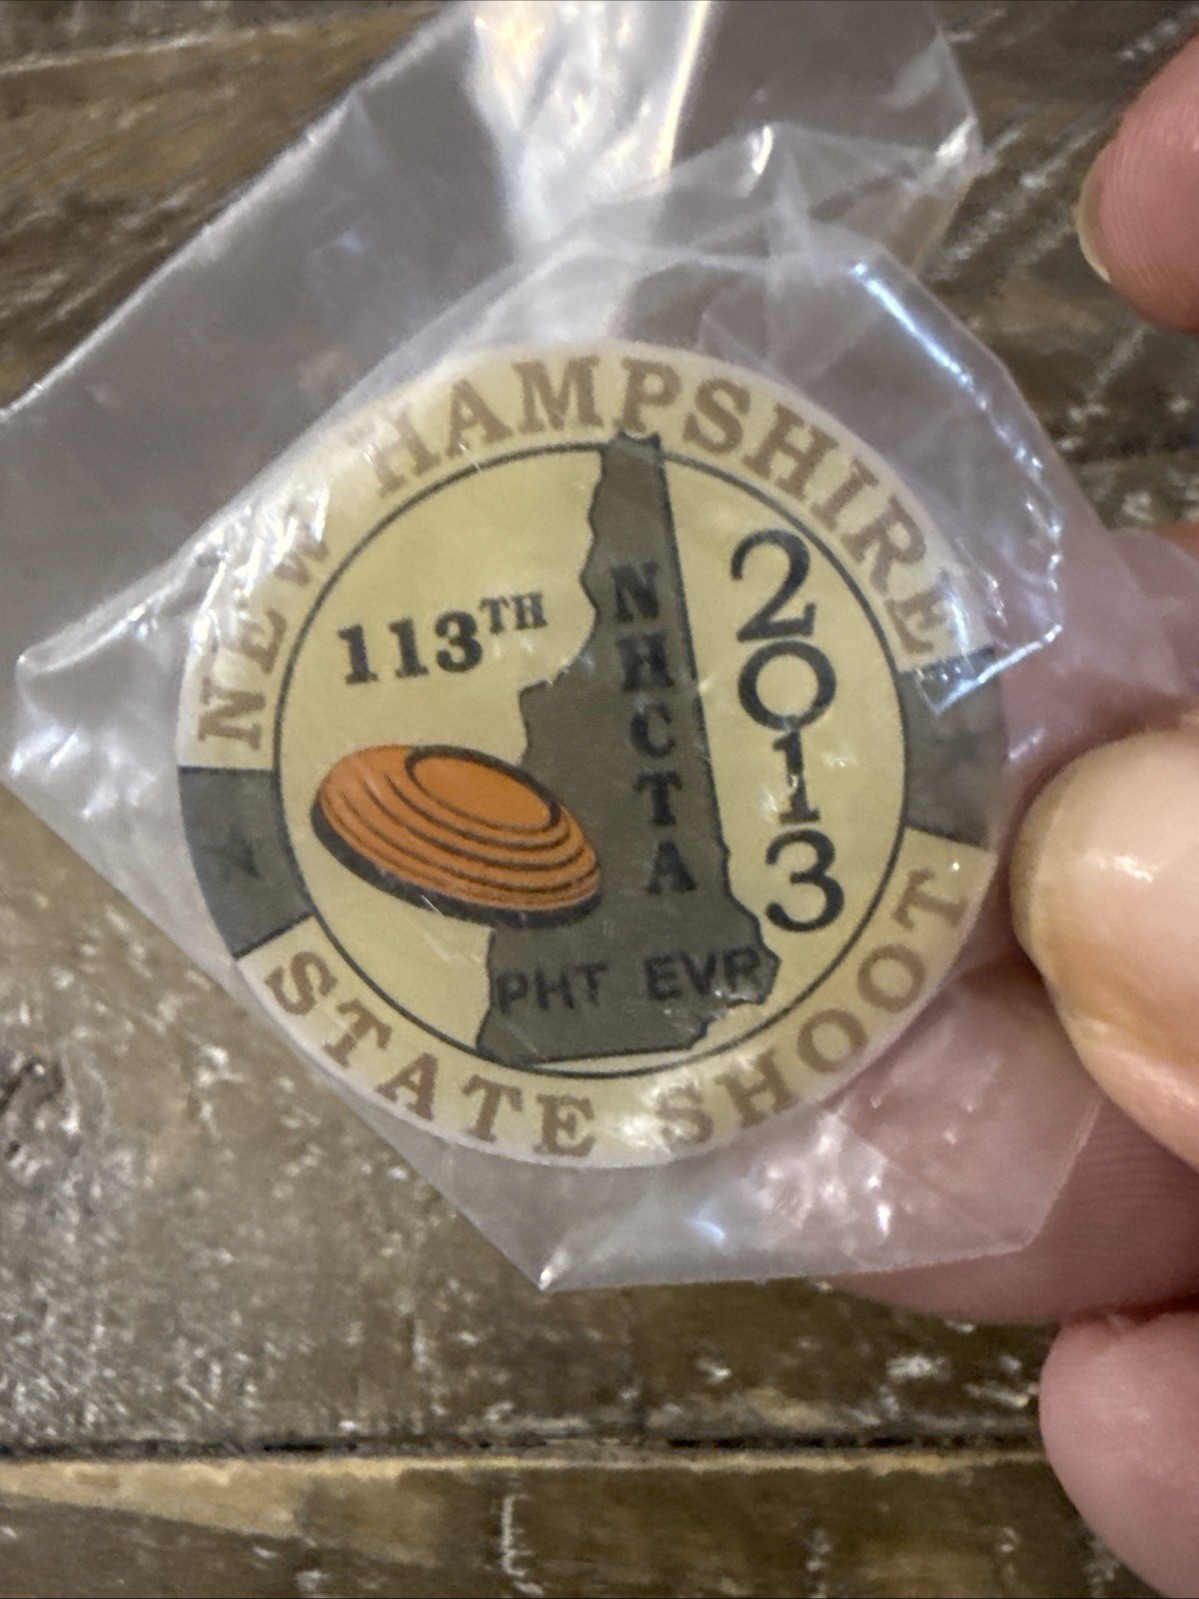 NEW HAMPSHIRE
113TH
NHCTA
2013
PHT EVR
STATE SHOOT